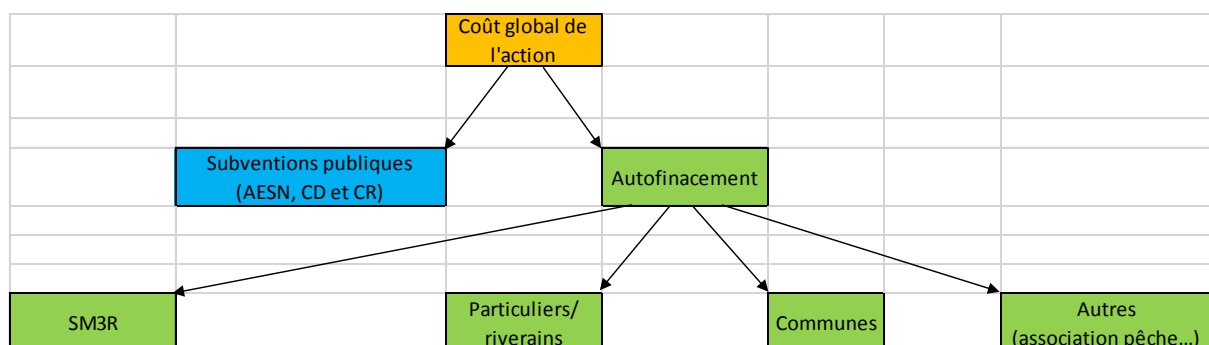 Coût global de
l'action
Subventions publiques
(AESN, CD et CR)
Autofinacement
SM3R
Particuliers/
riverains
Communes
Autres
(association pêche...)